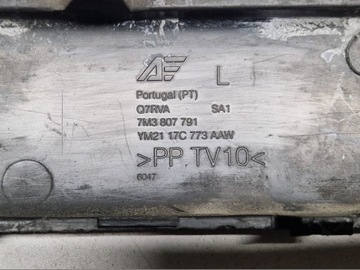 L
Portugal (PT)
Q7RVA SA1
7M3 807 791
YM21 17C 773 AAW
>PP TV10<
6047